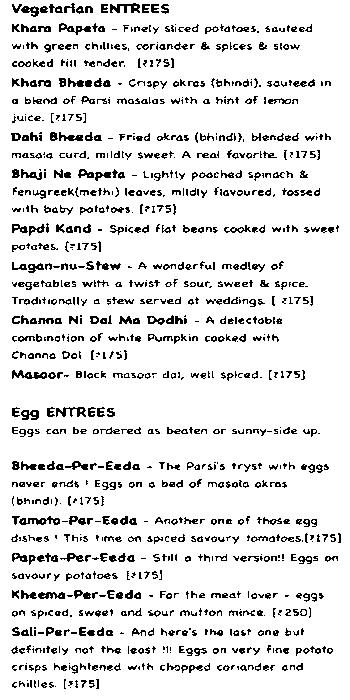 Vegetarian ENTREES
Khara Papeta - Finely sliced potatoes, sauteed
with green chillies, coriander & spices & slow
cooked till tender. [₹175]
Khara Bheeda - Crispy okras (bhindi), sauteed in
a blend of Parsi masalas with a hint of lemon
juice. [₹175]
Dahi Bheeda - Fried okras (bhindi), blended with
masala curd, mildly sweet. A real favorite. [₹175]
Bhaji Ne Papeta - Lightly poached spinach &
fenugreek(methi) leaves, mildly flavoured, tossed
with baby potatoes. [₹175]
Papdi Kand - Spiced flat beans cooked with sweet
potates. [₹175]
Lagan-nu-Stew - A wonderful medley of
vegetables with a twist of sour, sweet & spice.
Traditionally a stew served at weddings. [ ₹175]
Channa Ni Dal Ma Dodhi - A delectable
combination of white Pumpkin cooked with
Channa Dal. [₹175]
Masoor- Black masoor dal, well spiced. [₹175]
Egg ENTREES
Eggs can be ordered as beaten or sunny-side up.
Bheeda-Per-Eeda - The Parsi's tryst with eggs
never ends ! Eggs on a bed of masala okras
(bhindi). [₹175]
Tamota-Per-Eeda - Another one of those egg
dishes ! This time on spiced savoury tomatoes.[₹175]
Papeta-Per-Eeda - Still a third version!! Eggs on
savoury potatoes. [₹175]
Kheema-Per-Eeda - For the meat lover - eggs
on spiced, sweet and sour mutton mince. [₹250]
Sali-Per-Eeda - And here's the last one but
definitely not the least !!! Eggs on very fine potato
crisps heightened with chopped coriander and
chillies. [₹175]